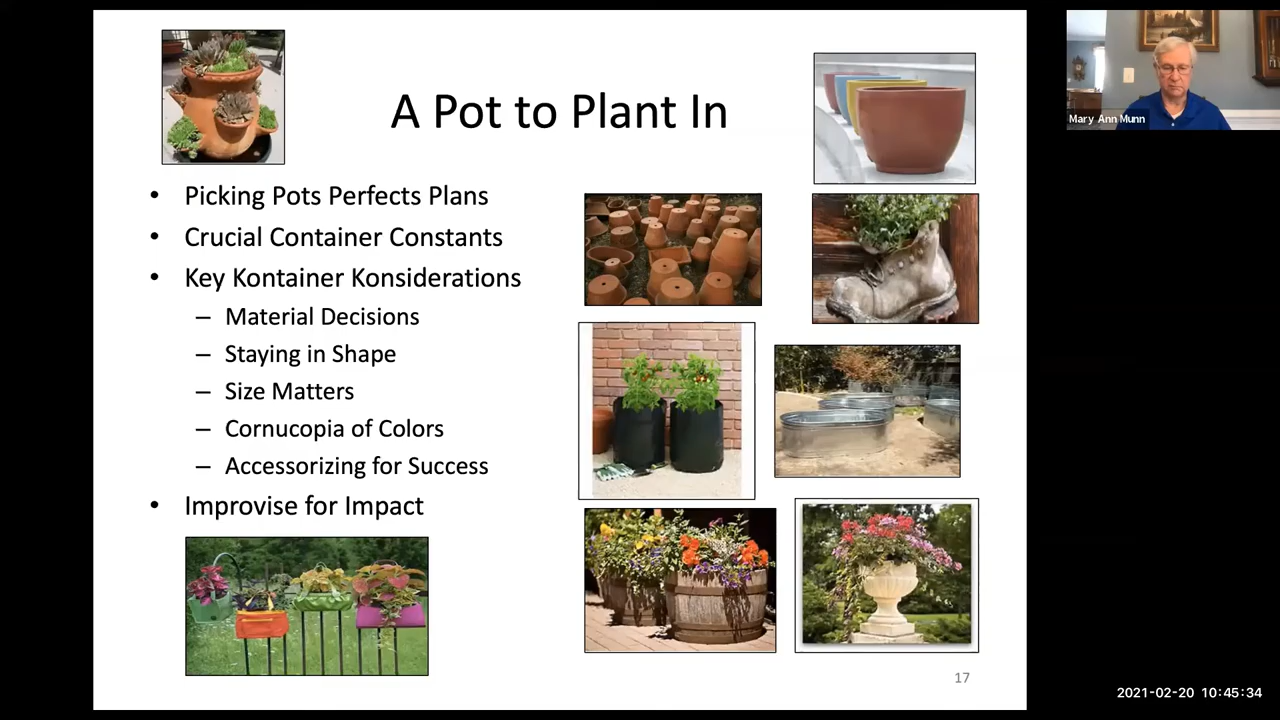 A Pot to Plant In
• Picking Pots Perfects Plans
• Crucial Container Constants
• Key Kontainer Konsiderations
– Material Decisions
– Staying in Shape
– Size Matters
– Cornucopia of Colors
– Accessorizing for Success
• Improvise for Impact
17
Mary Ann Munn
2021-02-20 10:45:34